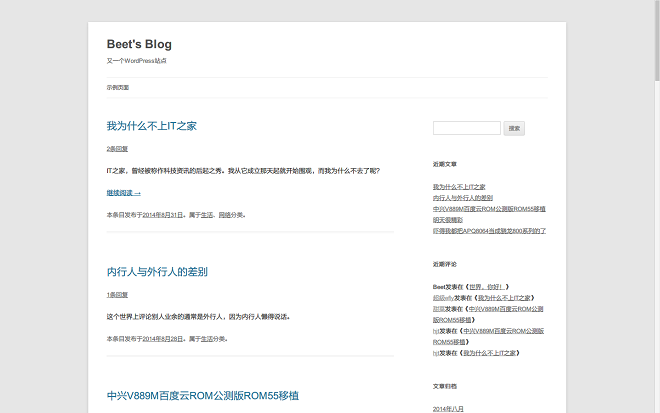 Beet's Blog
又一个WordPress站点
示例页面
我为什么不上IT之家
2条回复
IT之家，曾经被称作科技资讯的后起之秀。我从它成立那天起就开始围观，而我为什么不去了呢？
继续阅读 →
本条目发布于2014年8月31日。属于生活、网络分类。
内行人与外行人的差别
1条回复
这个世界上评论别人业余的通常是外行人，因为内行人懒得说话。
本条目发布于2014年8月28日。属于生活分类。
中兴V889M百度云ROM公测版ROM55移植
搜索
近期文章
我为什么不上IT之家
内行人与外行人的差别
中兴V889M百度云ROM公测版ROM55移植
明天很精彩
吓得我都把APQ8064当成骁龙800系列的了
近期评论
Beet发表在《世界，你好！》
发表在《我为什么不上IT之家》
发表在《中兴V889M百度云ROM公测
版ROM55移植》
发表在《中兴V889M百度云ROM公测版
ROM55移植》
发表在《我为什么不上IT之家》
文章归档
2014年八月